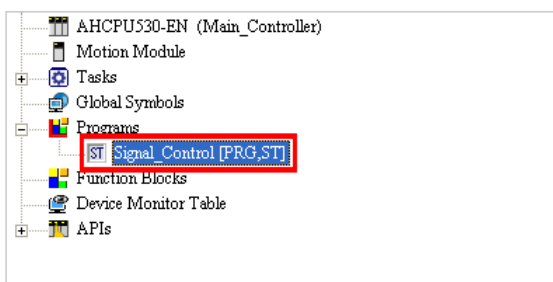 AHCPU530-EN (Main_Controller)
Motion Module
Tasks
Global Symbols
Programs
ST Signal_Control [PRG,ST]
Function Blocks
Device Monitor Table
APIs